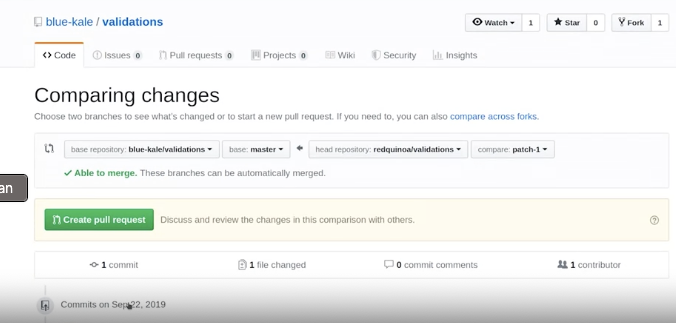 blue-kale / validations
Watch 1 Star 0 Fork 1
Code Issues 0 Pull requests 0 Projects 0 Wiki Security Insights
Comparing changes
Choose two branches to see what's changed or to start a new pull request. If you need to, you can also compare across forks.
base repository: blue-kale/validations base: master head repository: redquinoa/validations compare: patch-1
Able to merge. These branches can be automatically merged.
an
Create pull request Discuss and review the changes in this comparison with others.
1 commit 1 file changed 0 commit comments 1 contributor
Commits on Sep 22, 2019